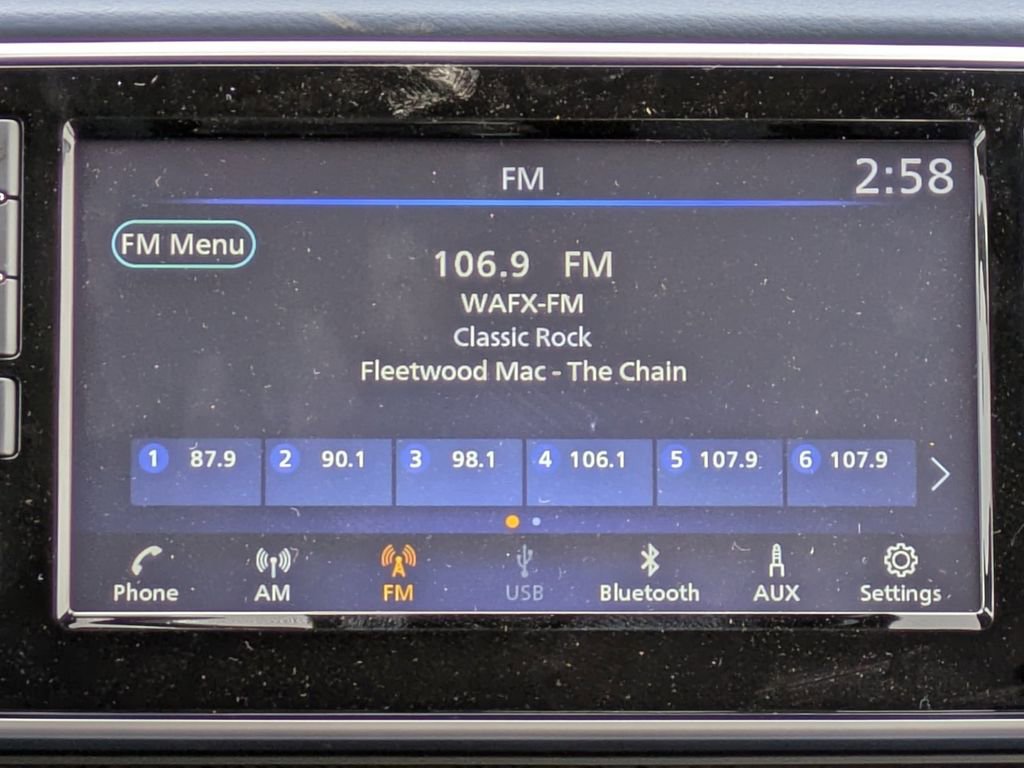 FM
2:58
FM Menu
106.9 FM
WAFX-FM
Classic Rock
Fleetwood Mac - The Chain
1 87.9 2 90.1 3 98.1 4 106.1 5 107.9 6 107.9
Phone AM FM USB Bluetooth AUX Settings